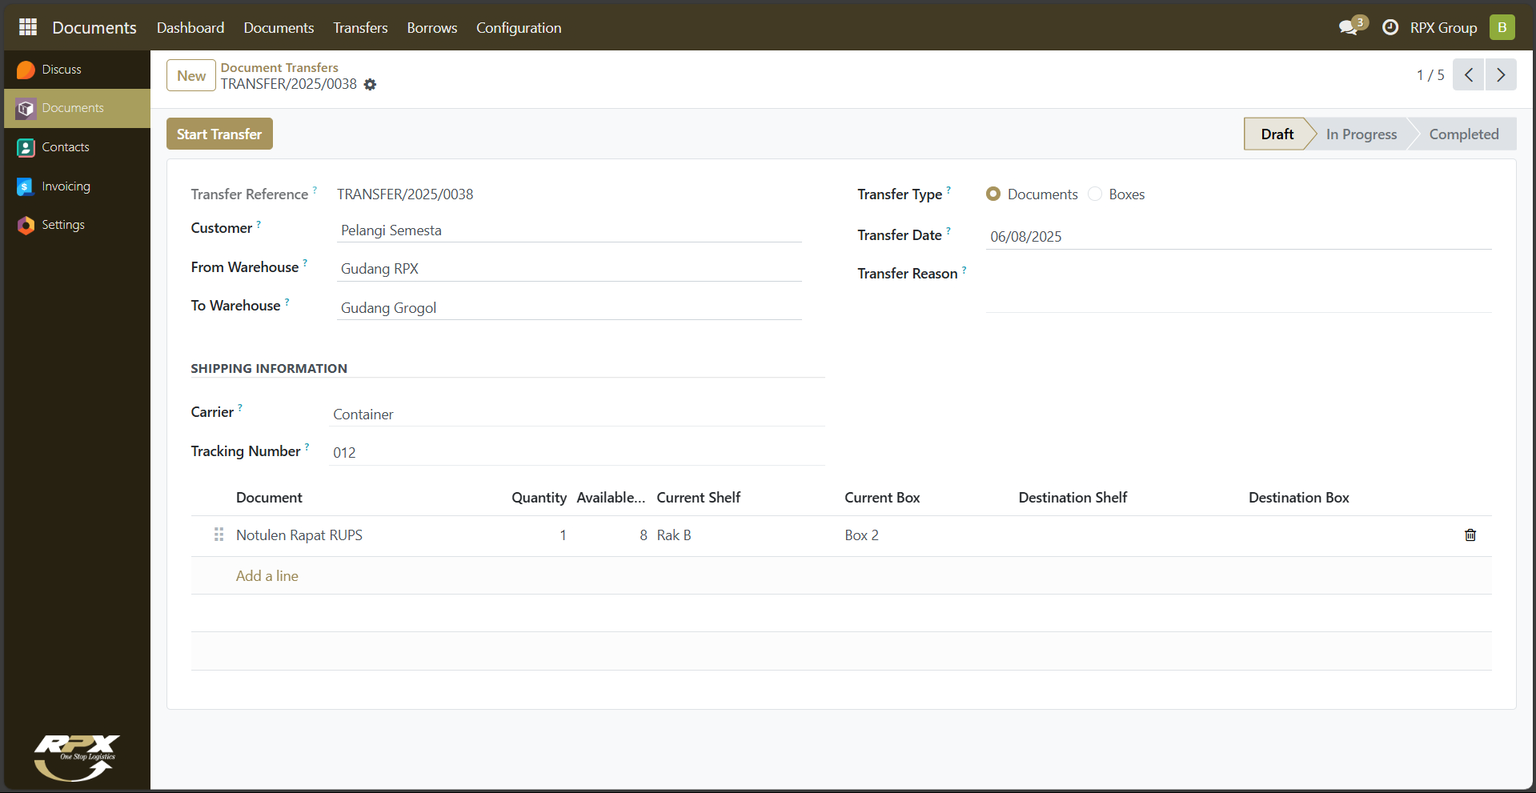 Documents Dashboard Documents Transfers Borrows Configuration 3 RPX Group B
Discuss
Documents
Contacts
Invoicing
Settings
New Document Transfers
TRANSFER/2025/0038
1 / 5
Start Transfer
Draft In Progress Completed
Transfer Reference ? TRANSFER/2025/0038
Customer ? Pelangi Semesta
From Warehouse ? Gudang RPX
To Warehouse ? Gudang Grogol
Transfer Type ? Documents Boxes
Transfer Date ? 06/08/2025
Transfer Reason ?
SHIPPING INFORMATION
Carrier ? Container
Tracking Number ? 012
Document Quantity Available... Current Shelf Current Box Destination Shelf Destination Box
Notulen Rapat RUPS 1 8 Rak B Box 2
Add a line
RPX
One Stop Logistics